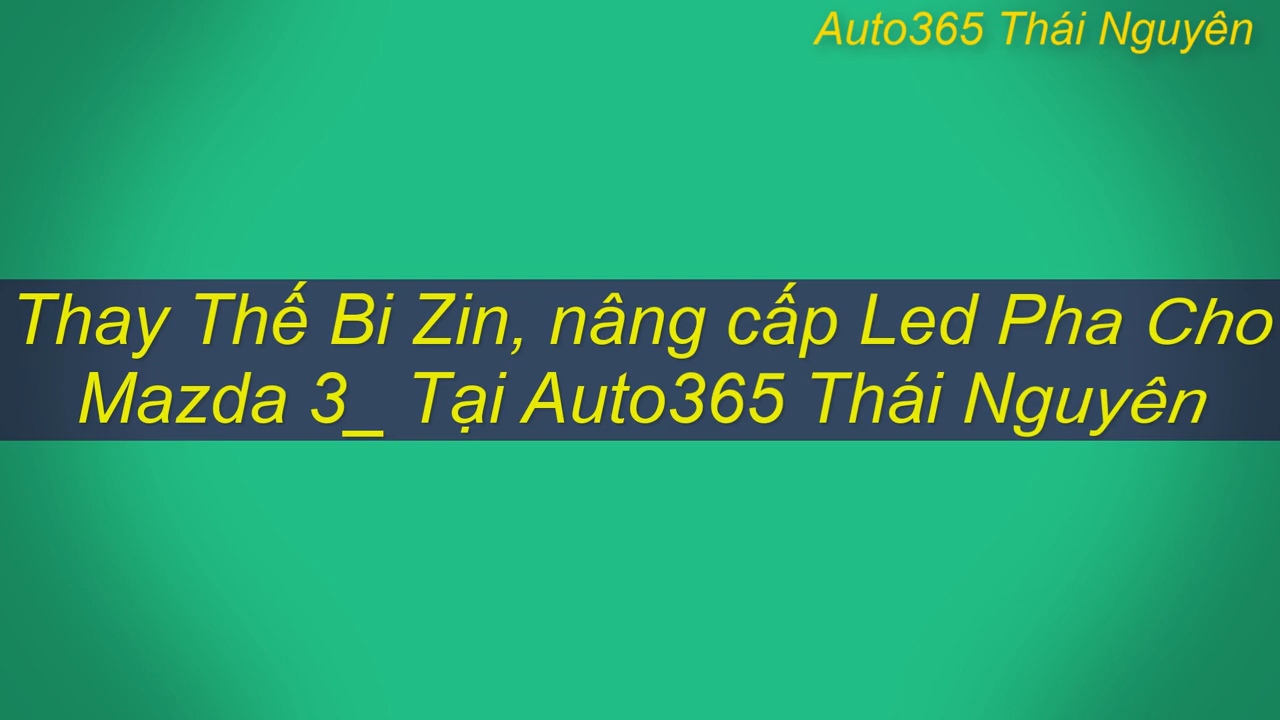 Auto365 Thái Nguyên
Thay Thế Bi Zin, nâng cấp Led Pha Cho
Mazda 3_ Tại Auto365 Thái Nguyên